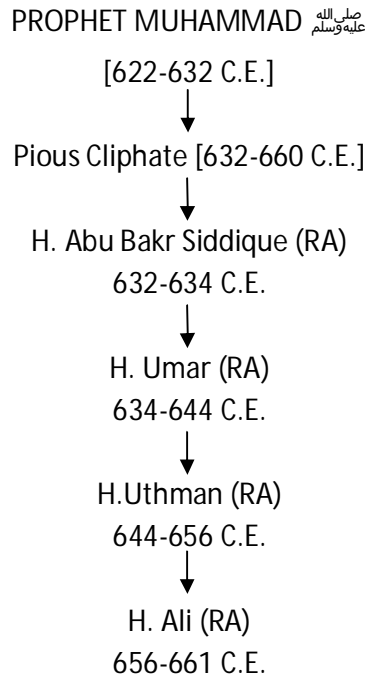 PROPHET MUHAMMAD ﷺ
[622-632 C.E.]
Pious Cliphate [632-660 C.E.]
H. Abu Bakr Siddique (RA)
632-634 C.E.
H. Umar (RA)
634-644 C.E.
H.Uthman (RA)
644-656 C.E.
H. Ali (RA)
656-661 C.E.